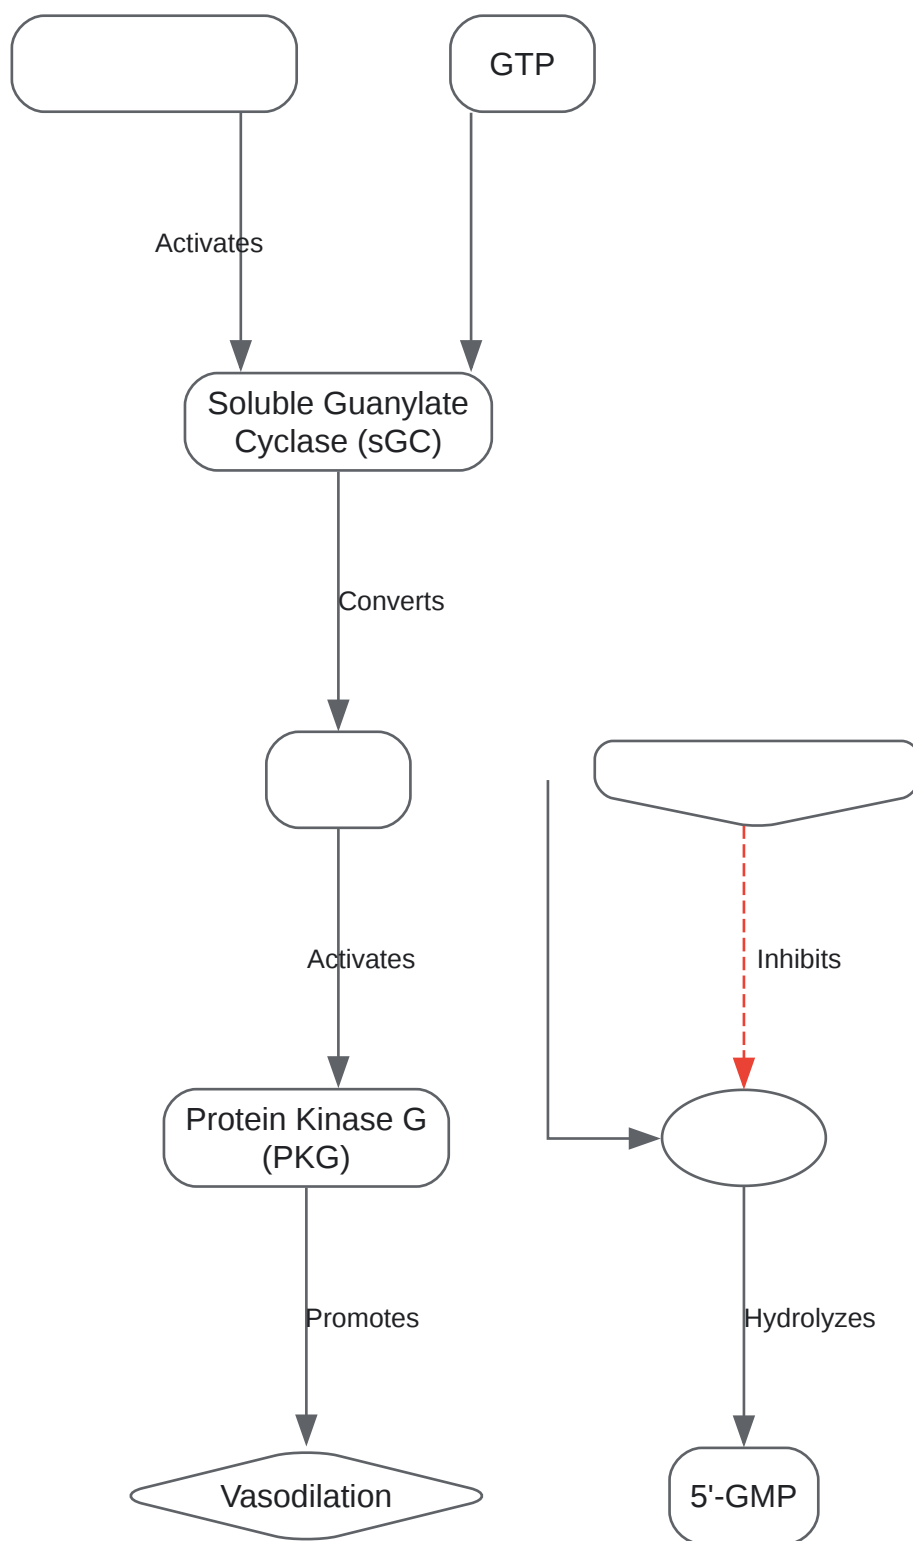 GTP
Activates
Soluble Guanylate
Cyclase (sGC)
Converts
Activates
Inhibits
Protein Kinase G
(PKG)
Promotes
Hydrolyzes
Vasodilation
5'-GMP